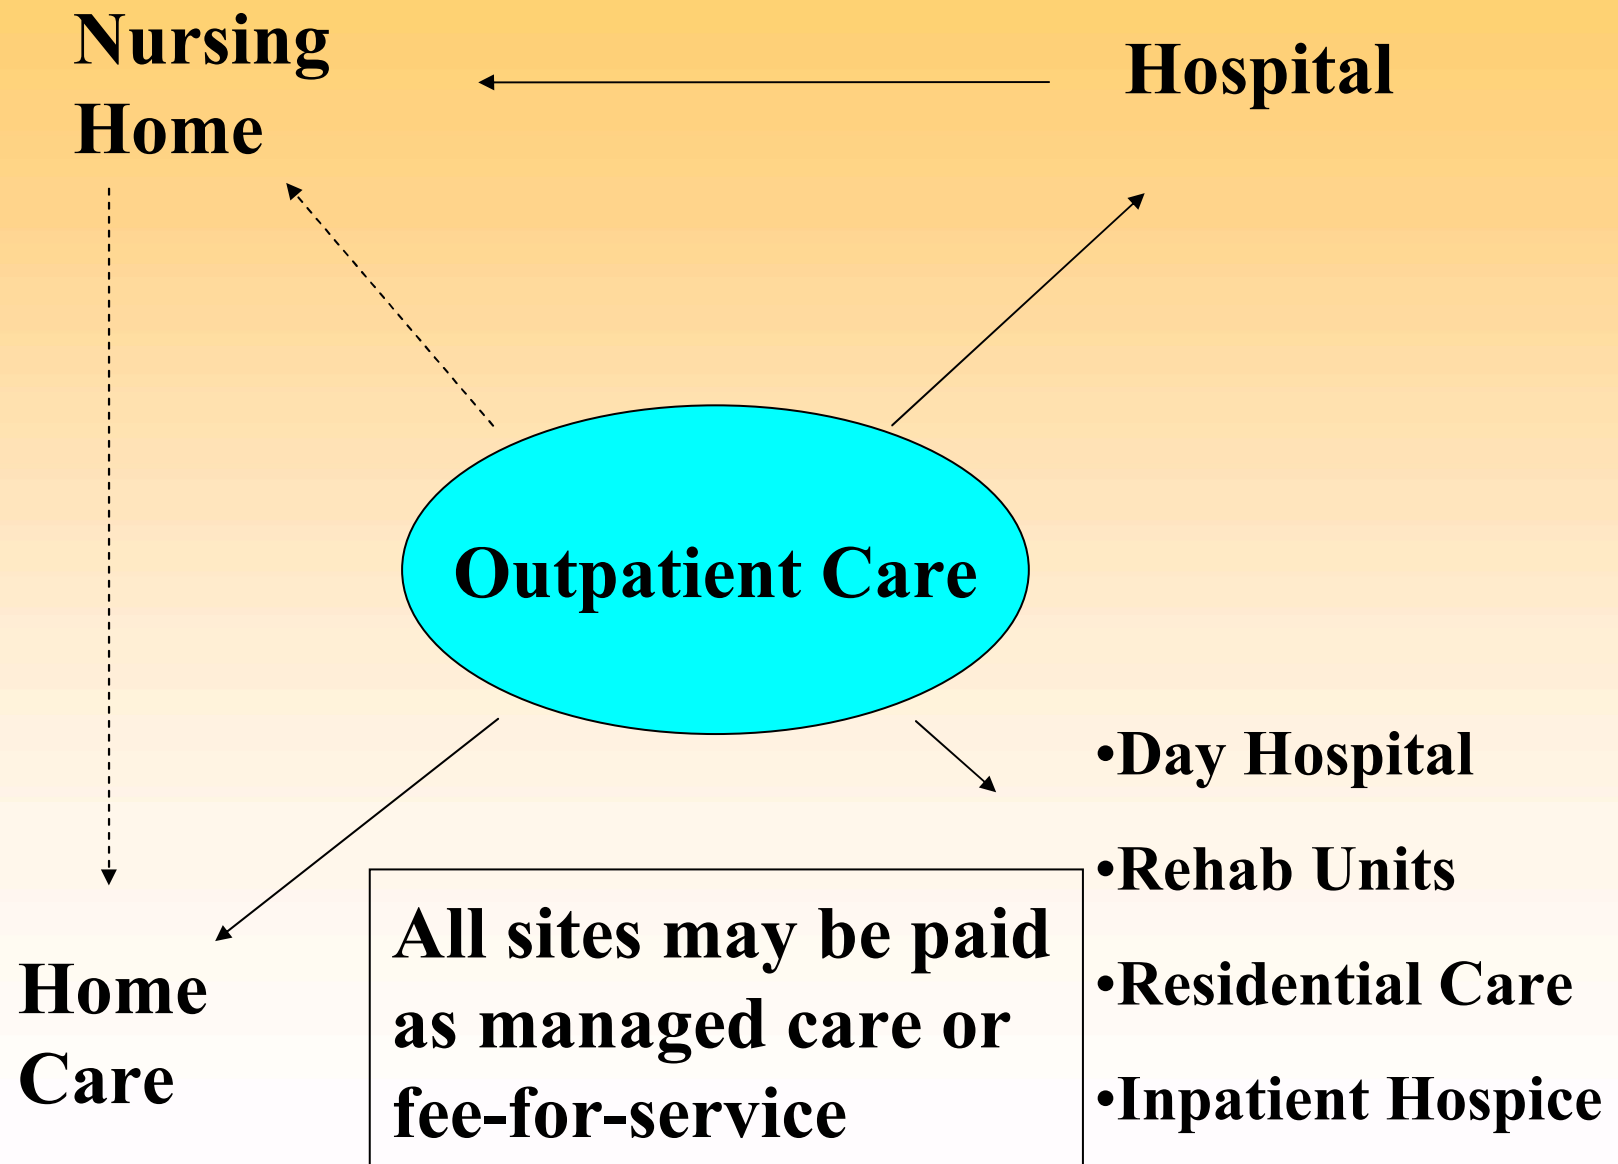 Nursing
Home
Hospital
Outpatient Care
•Day Hospital
•Rehab Units
•Residential Care
•Inpatient Hospice
Home
Care
All sites may be paid
as managed care or
fee-for-service